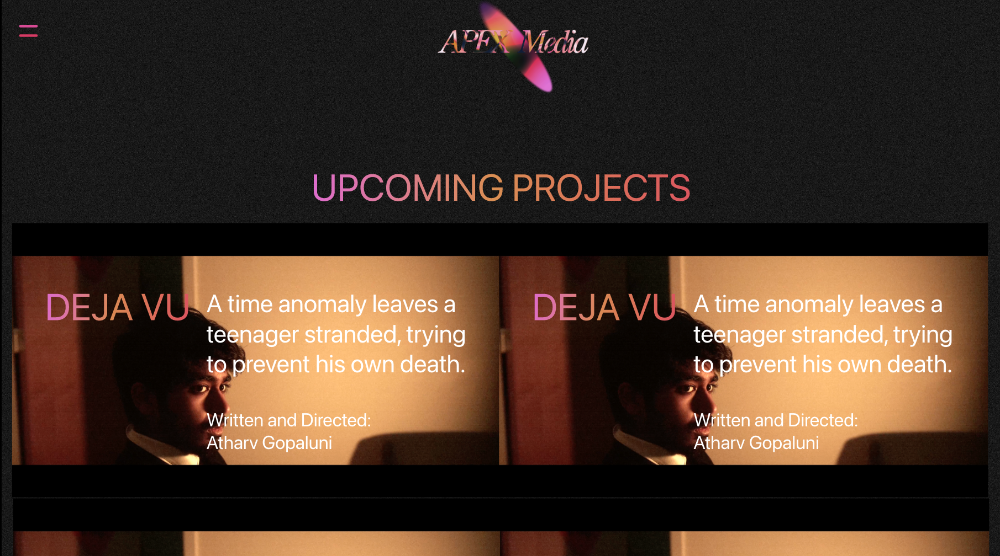 APEX Media
UPCOMING PROJECTS
DEJA VU
A time anomaly leaves a
teenager stranded, trying
to prevent his own death.
Written and Directed:
Atharv Gopaluni
DEJA VU
A time anomaly leaves a
teenager stranded, trying
to prevent his own death.
Written and Directed:
Atharv Gopaluni